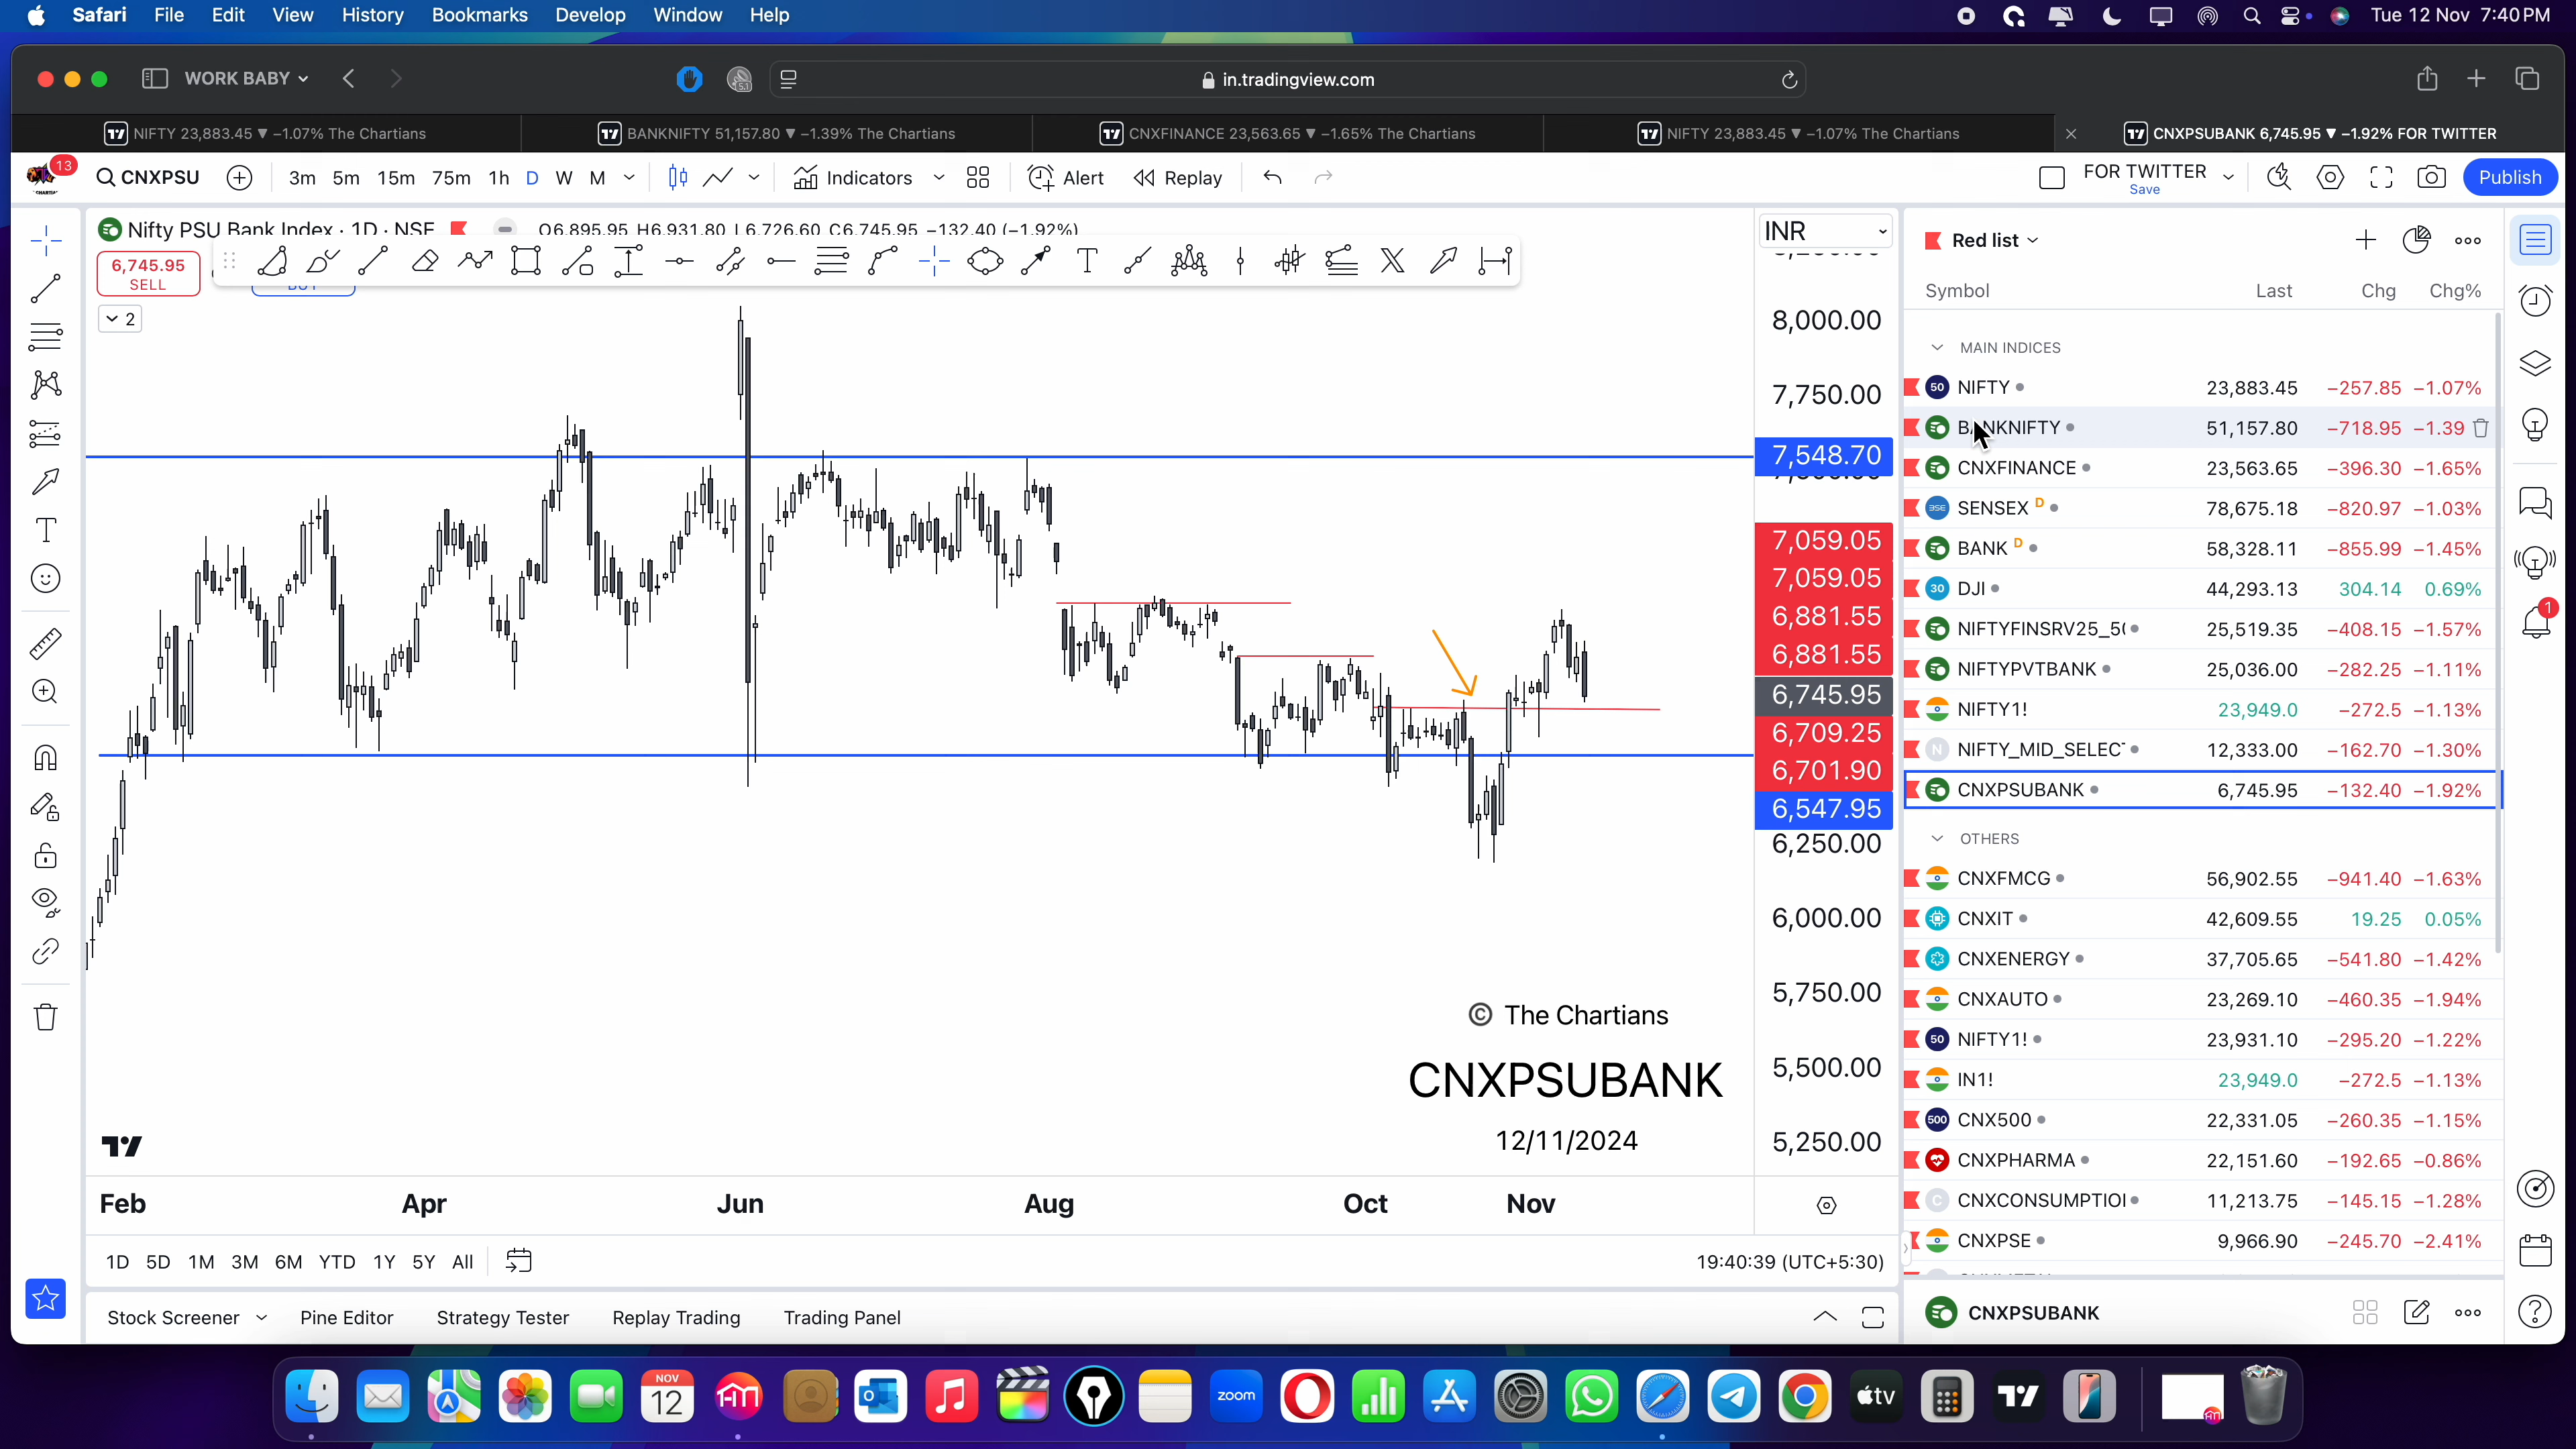 Safari File Edit View History Bookmarks Develop Window Help Tue 12 Nov 7:40 PM
WORK BABY in.tradingview.com
NIFTY 23,883.45 ▼ −1.07% The Chartians
BANKNIFTY 51,157.80 ▼ −1.39% The Chartians
CNXFINANCE 23,563.65 ▼ −1.65% The Chartians
NIFTY 23,883.45 ▼ −1.07% The Chartians
CNXPSUBANK 6,745.95 ▼ −1.92% FOR TWITTER
13 CNXPSU 3m 5m 15m 75m 1h D W M Indicators Alert Replay FOR TWITTER Save Publish
Nifty PSU Bank Index · 1D · NSE O6,895.95 H6,931.80 L6,726.60 C6,745.95 −132.40 (−1.92%)
6,745.95
SELL
2
INR
8,000.00
7,750.00
7,548.70
7,059.05
7,059.05
6,881.55
6,881.55
6,745.95
6,709.25
6,701.90
6,547.95
6,250.00
6,000.00
5,750.00
5,500.00
5,250.00
© The Chartians
CNXPSUBANK
12/11/2024
Feb Apr Jun Aug Oct Nov
1D 5D 1M 3M 6M YTD 1Y 5Y All 19:40:39 (UTC+5:30)
Stock Screener Pine Editor Strategy Tester Replay Trading Trading Panel
Red list
Symbol Last Chg Chg%
MAIN INDICES
50 NIFTY 23,883.45 −257.85 −1.07%
BANKNIFTY 51,157.80 −718.95 −1.39
CNXFINANCE 23,563.65 −396.30 −1.65%
BSE SENSEX D 78,675.18 −820.97 −1.03%
BANK D 58,328.11 −855.99 −1.45%
30 DJI 44,293.13 304.14 0.69%
NIFTYFINSRV25_5( 25,519.35 −408.15 −1.57%
NIFTYPVTBANK 25,036.00 −282.25 −1.11%
NIFTY1! 23,949.0 −272.5 −1.13%
N NIFTY_MID_SELEC 12,333.00 −162.70 −1.30%
CNXPSUBANK 6,745.95 −132.40 −1.92%
OTHERS
CNXFMCG 56,902.55 −941.40 −1.63%
CNXIT 42,609.55 19.25 0.05%
CNXENERGY 37,705.65 −541.80 −1.42%
CNXAUTO 23,269.10 −460.35 −1.94%
50 NIFTY1! 23,931.10 −295.20 −1.22%
IN1! 23,949.0 −272.5 −1.13%
500 CNX500 22,331.05 −260.35 −1.15%
CNXPHARMA 22,151.60 −192.65 −0.86%
C CNXCONSUMPTIO 11,213.75 −145.15 −1.28%
CNXPSE 9,966.90 −245.70 −2.41%
CNXPSUBANK
1
NOV
12
zoom
tv